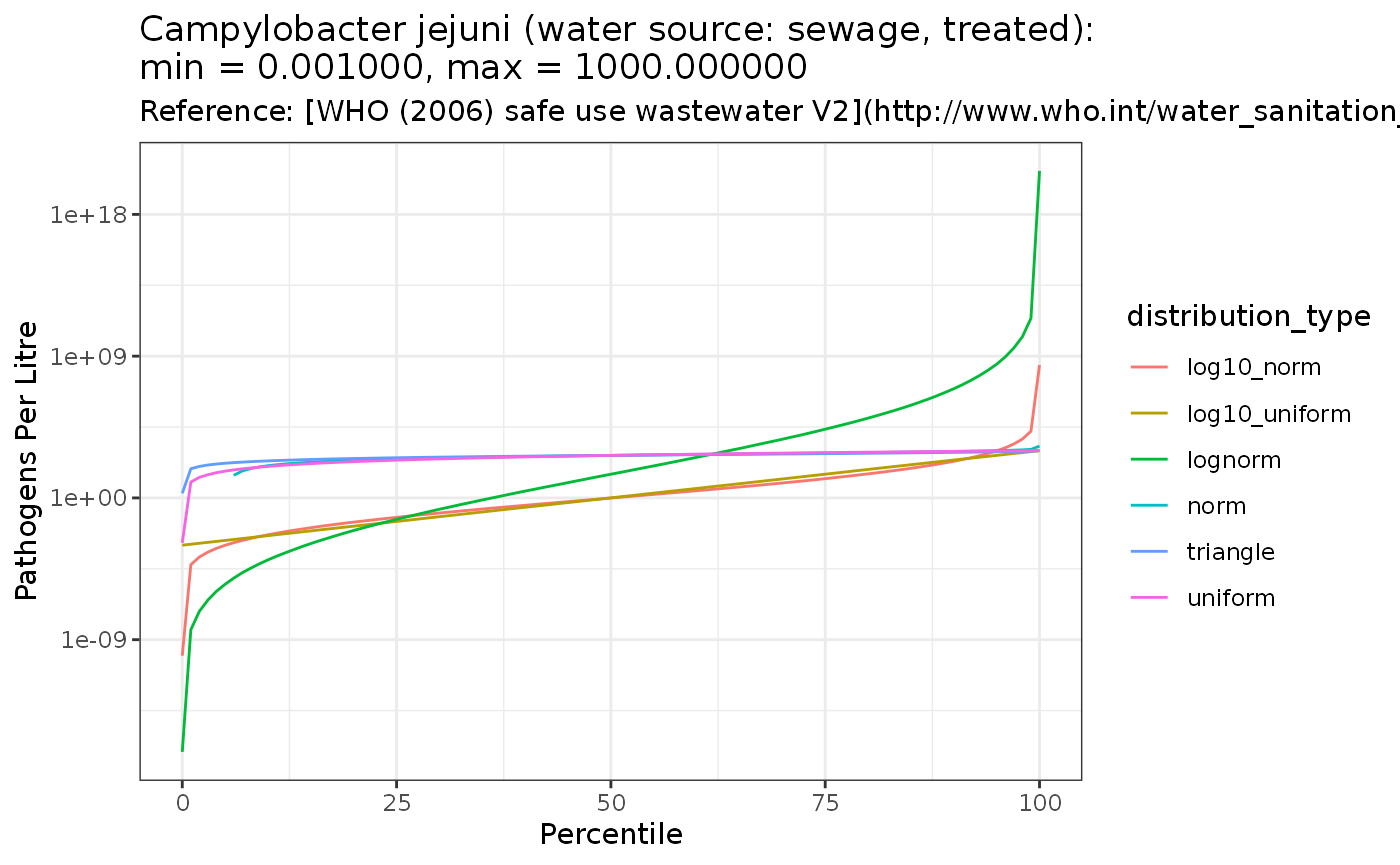 Campylobacter jejuni (water source: sewage, treated):
min = 0.001000, max = 1000.000000
Reference: [WHO (2006) safe use wastewater V2](http://www.who.int/water_sanitation_
Pathogens Per Litre
1e+18
1e+09
1e+00
1e-09
0 25 50 75 100
Percentile
distribution_type
log10_norm
log10_uniform
lognorm
norm
triangle
uniform